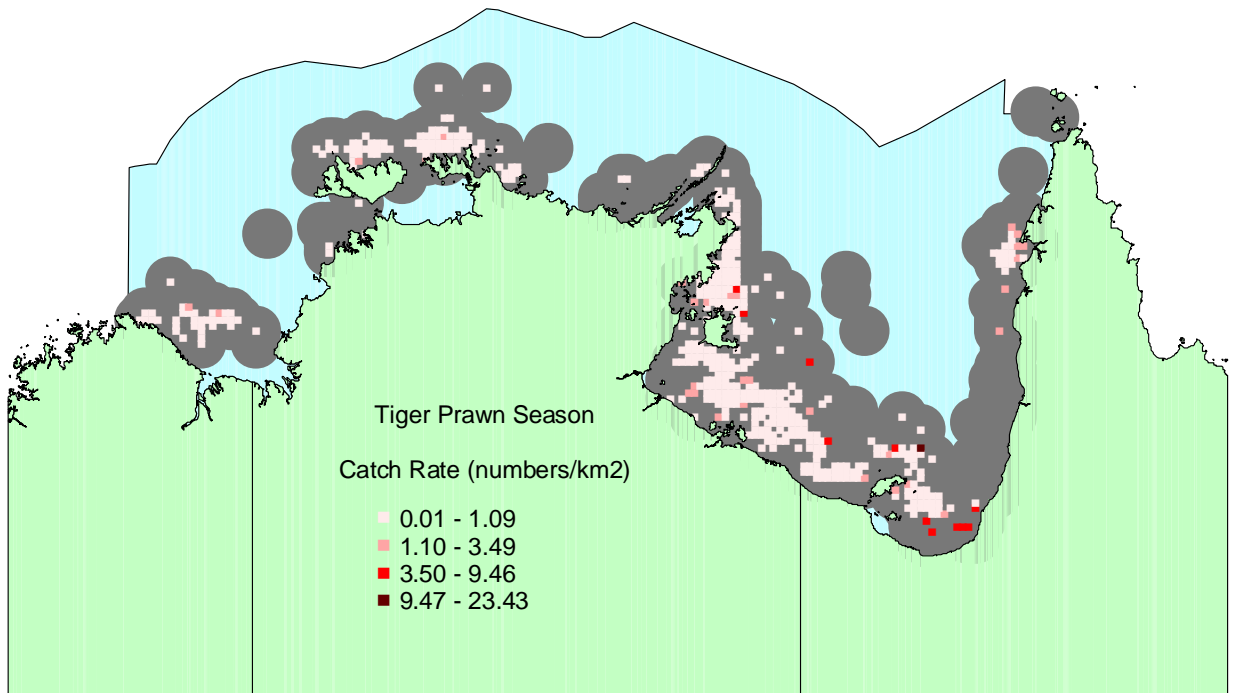 Tiger Prawn Season
Catch Rate (numbers/km2)
0.01 - 1.09
1.10 - 3.49
3.50 - 9.46
9.47 - 23.43